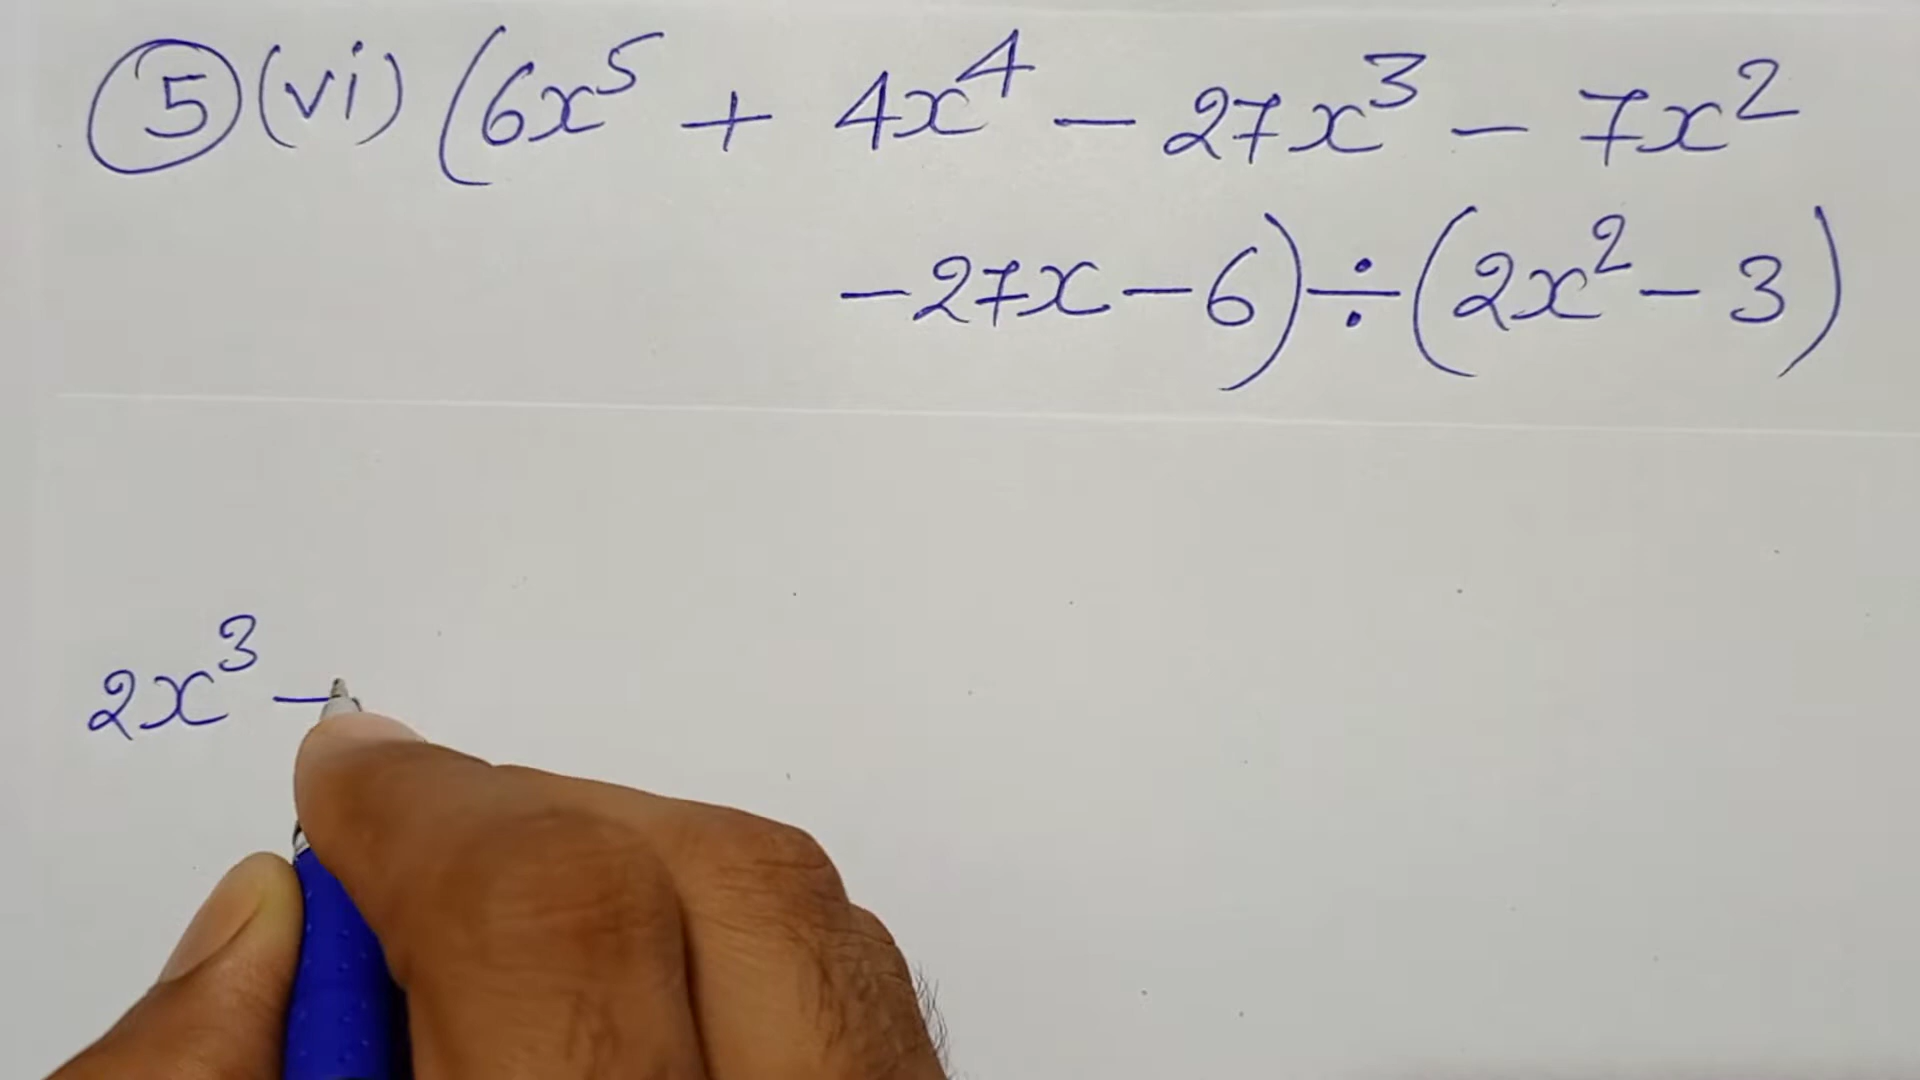 5 (vi) (6x⁵ + 4x⁴ - 27x³ - 7x²
- 27x - 6) ÷ (2x² - 3)
2x³ -